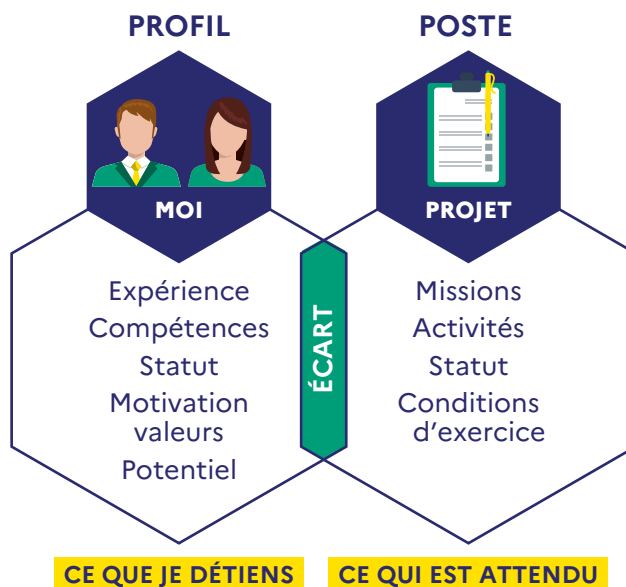 PROFIL
MOI
Expérience
Compétences
Statut
Motivation
valeurs
Potentiel
CE QUE JE DÉTIENS
ÉCART
POSTE
PROJET
Missions
Activités
Statut
Conditions
d'exercice
CE QUI EST ATTENDU